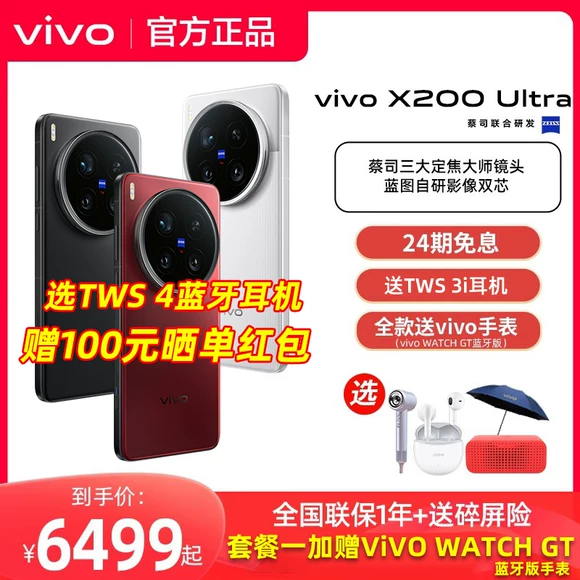 vivo 官方正品
vivo X200 Ultra
蔡司联合研发 ZEISS
蔡司三大定焦大师镜头
蓝图自研影像双芯
24期免息
送TWS 3i耳机
全款送vivo手表
(vivo WATCH GT蓝牙版)
选TWS 4蓝牙耳机
赠100元晒单红包
vivo
选
到手价:
¥6499起
全国联保1年+送碎屏险
套餐一加赠ViVO WATCH GT
蓝牙版手表